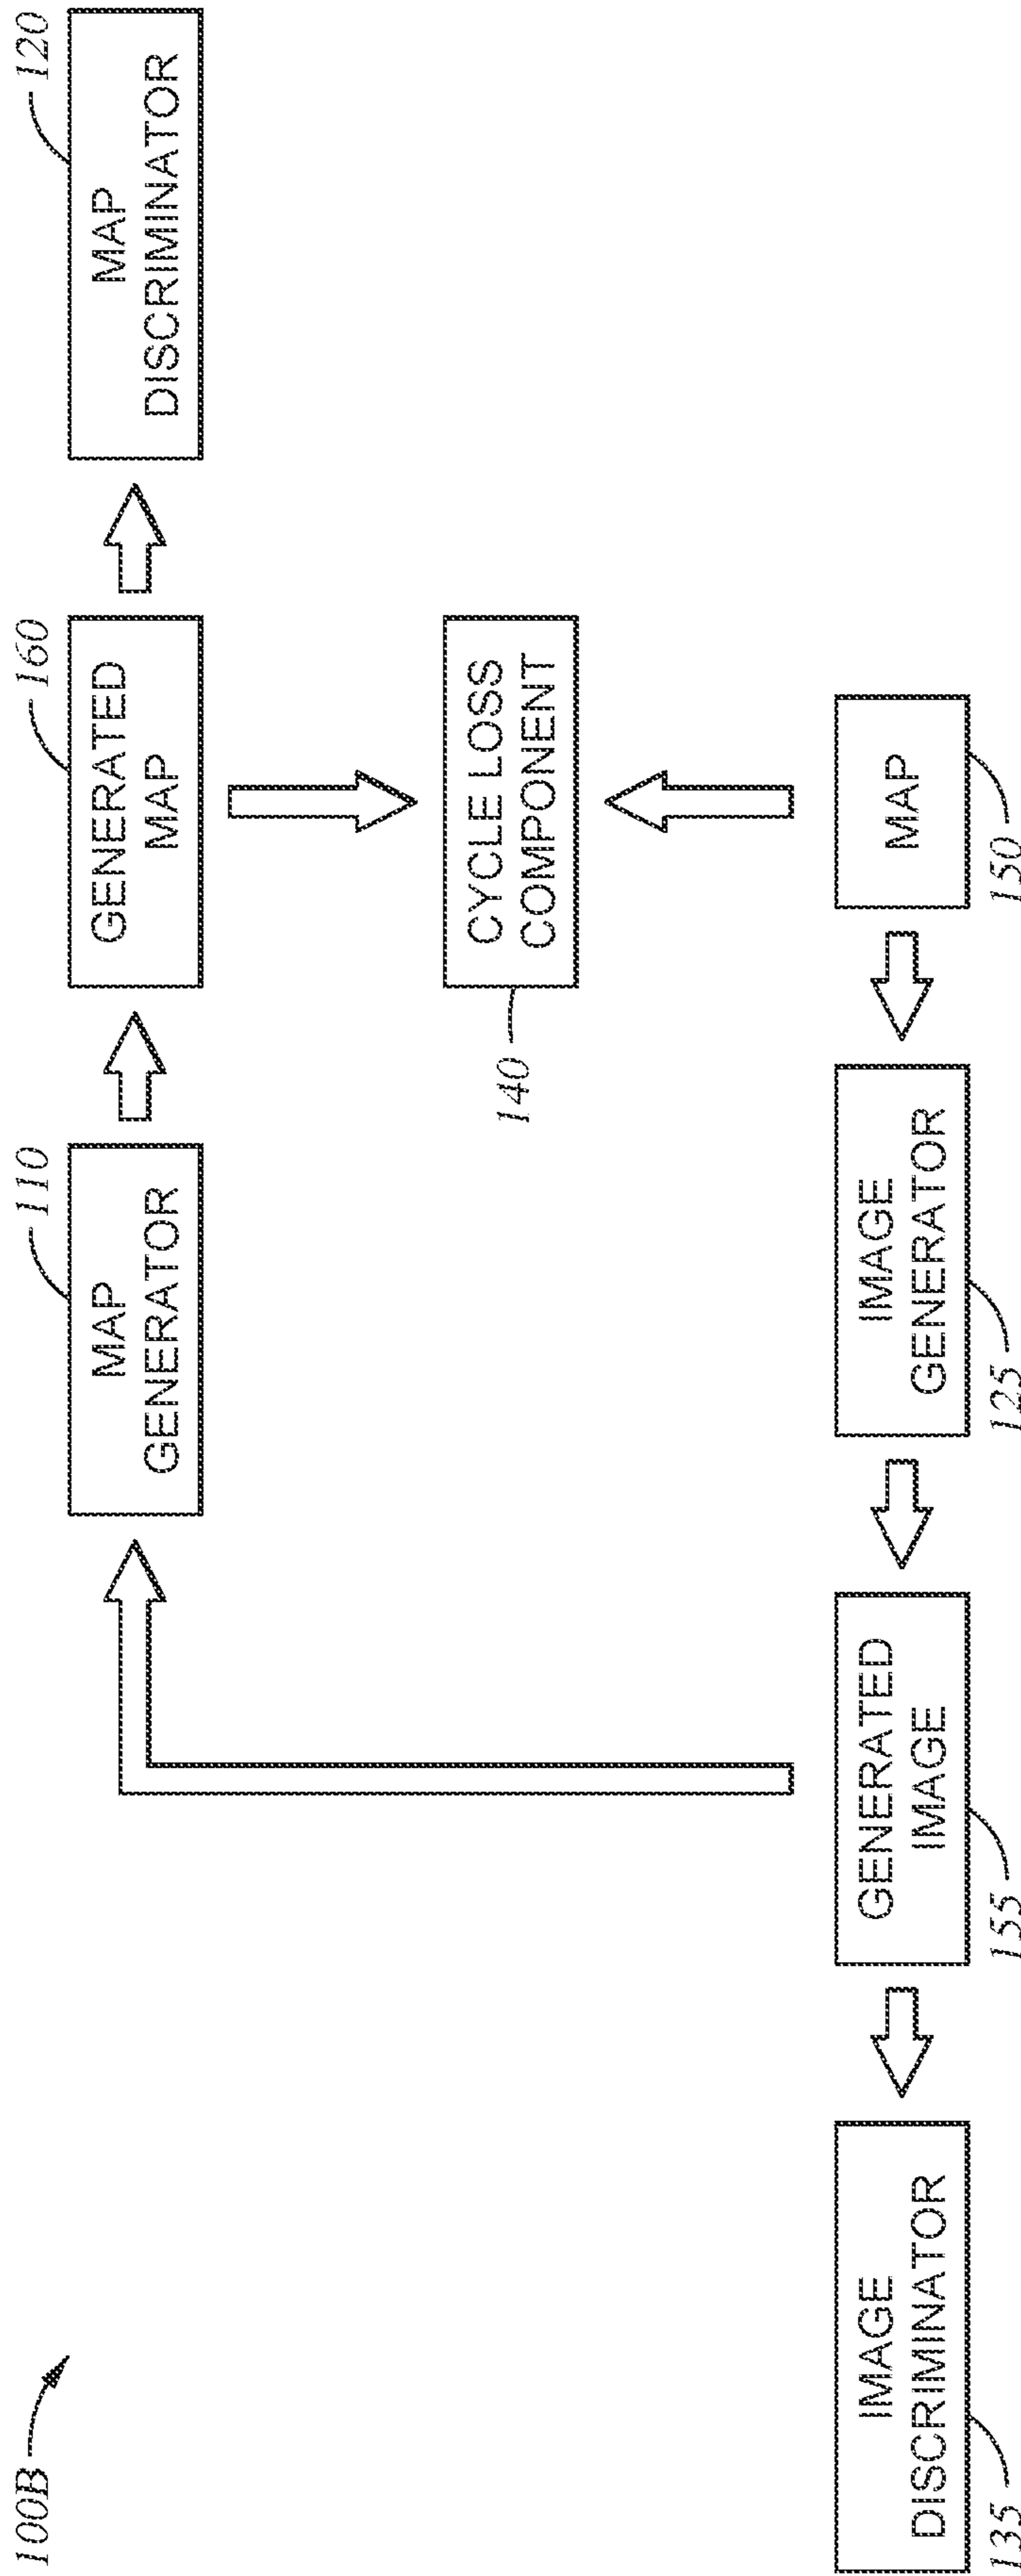 100B
MAP
GENERATOR
110
GENERATED
MAP
160
MAP
DISCRIMINATOR
120
CYCLE LOSS
COMPONENT
140
IMAGE
DISCRIMINATOR
135
GENERATED
IMAGE
155
IMAGE
GENERATOR
125
MAP
150